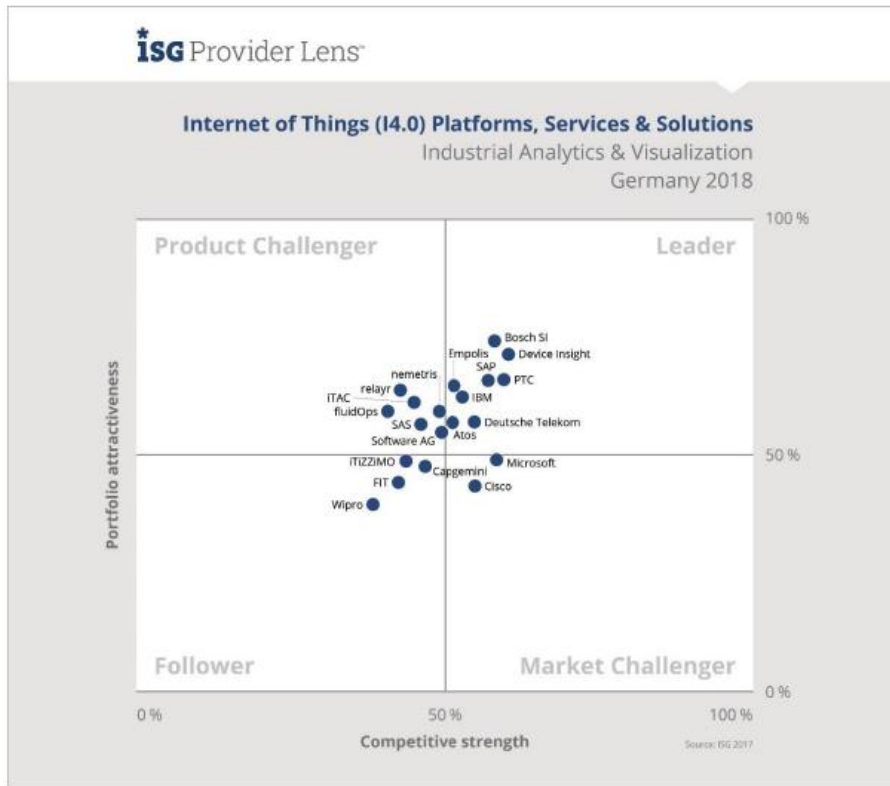 iSG Provider Lens™
Internet of Things (I4.0) Platforms, Services & Solutions
Industrial Analytics & Visualization
Germany 2018
100 %
Product Challenger
Leader
Bosch SI
Empolis
Device Insight
SAP
nemetris
PTC
relayr
ITAC
IBM
fluidOps
SAS
Deutsche Telekom
Software AG
Atos
50 %
iTiZZiMO
Capgemini
Microsoft
FIT
Cisco
Wipro
Portfolio attractiveness
Follower
Market Challenger
0 %
0 %
50 %
100 %
Competitive strength
Source: ISG 2017